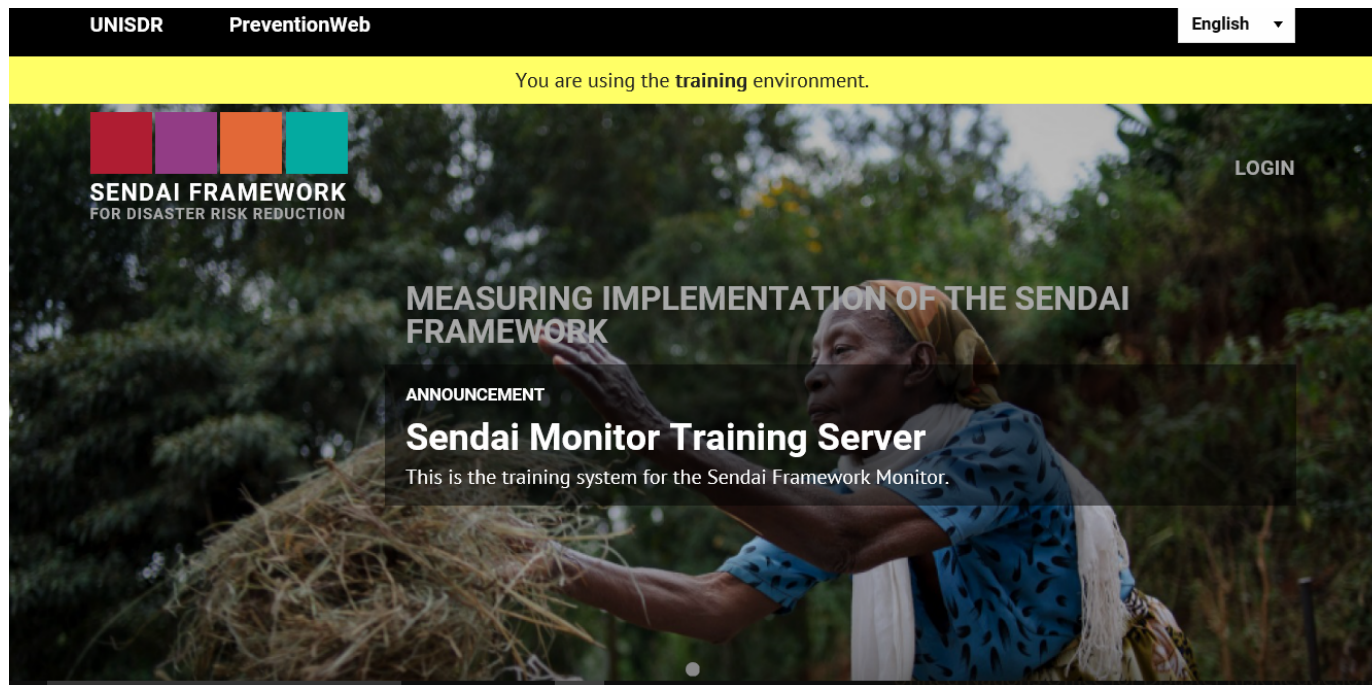 UNISDR PreventionWeb English
You are using the training environment.
SENDAI FRAMEWORK
FOR DISASTER RISK REDUCTION
LOGIN
MEASURING IMPLEMENTATION OF THE SENDAI
FRAMEWORK
ANNOUNCEMENT
Sendai Monitor Training Server
This is the training system for the Sendai Framework Monitor.